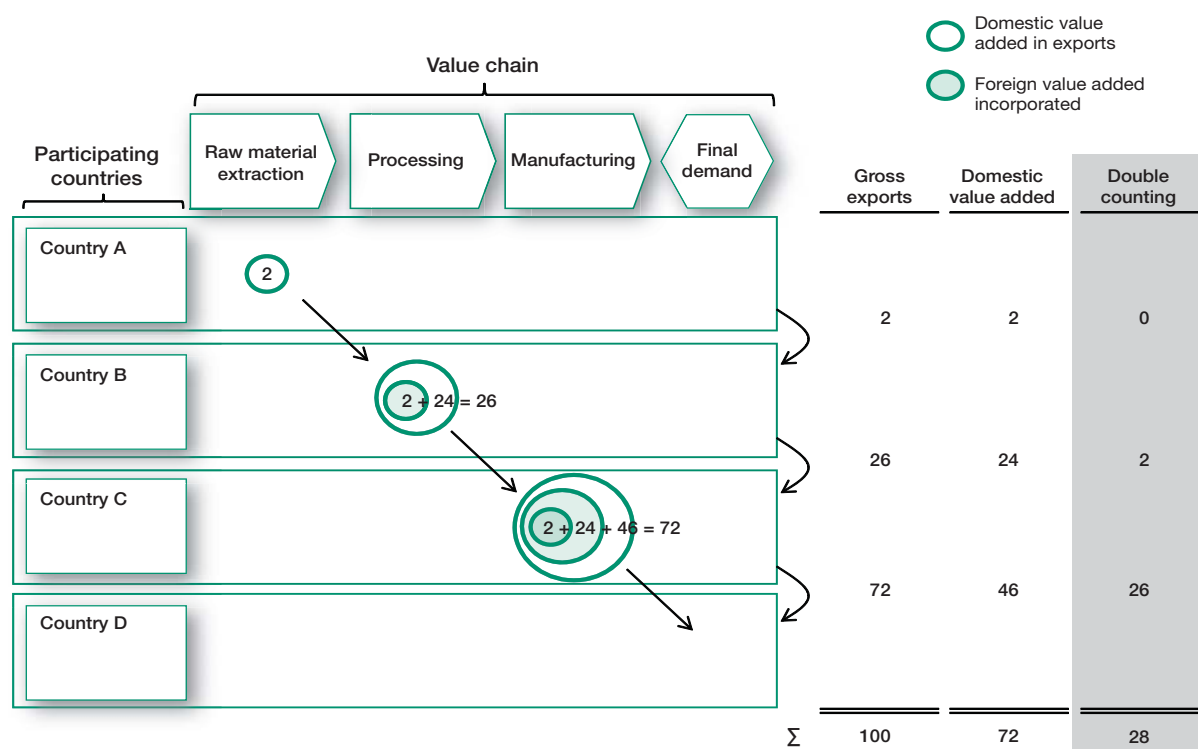 Domestic value
added in exports
Foreign value added
incorporated
Value chain
Participating
countries
Raw material
extraction
Processing
Manufacturing
Final
demand
Gross
exports
Domestic
value added
Double
counting
Country A
2
2 2 0
Country B
2 + 24 = 26
26 24 2
Country C
2 + 24 + 46 = 72
72 46 26
Country D
∑ 100 72 28